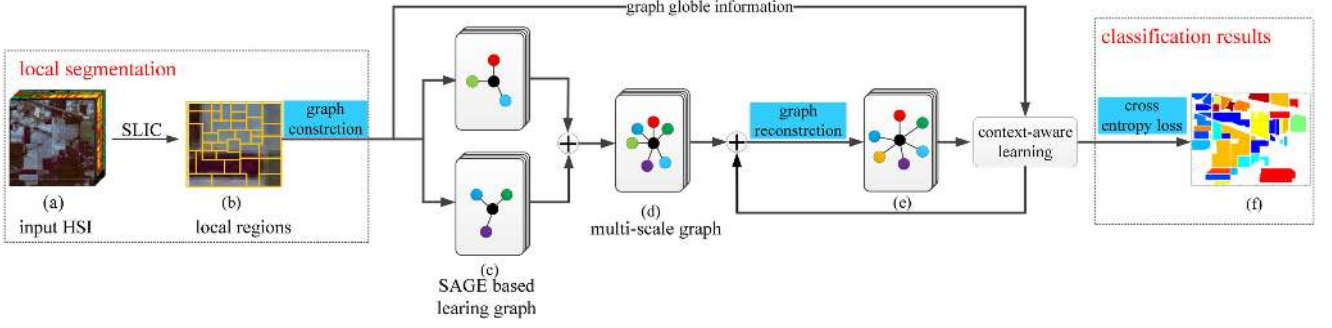 graph globle information
local segmentation
SLIC
graph
constrction
(a)
input HSI
(b)
local regions
(c)
SAGE based
learing graph
(d)
multi-scale graph
graph
reconstrction
(e)
context-aware
learning
classification results
cross
entropy loss
(f)